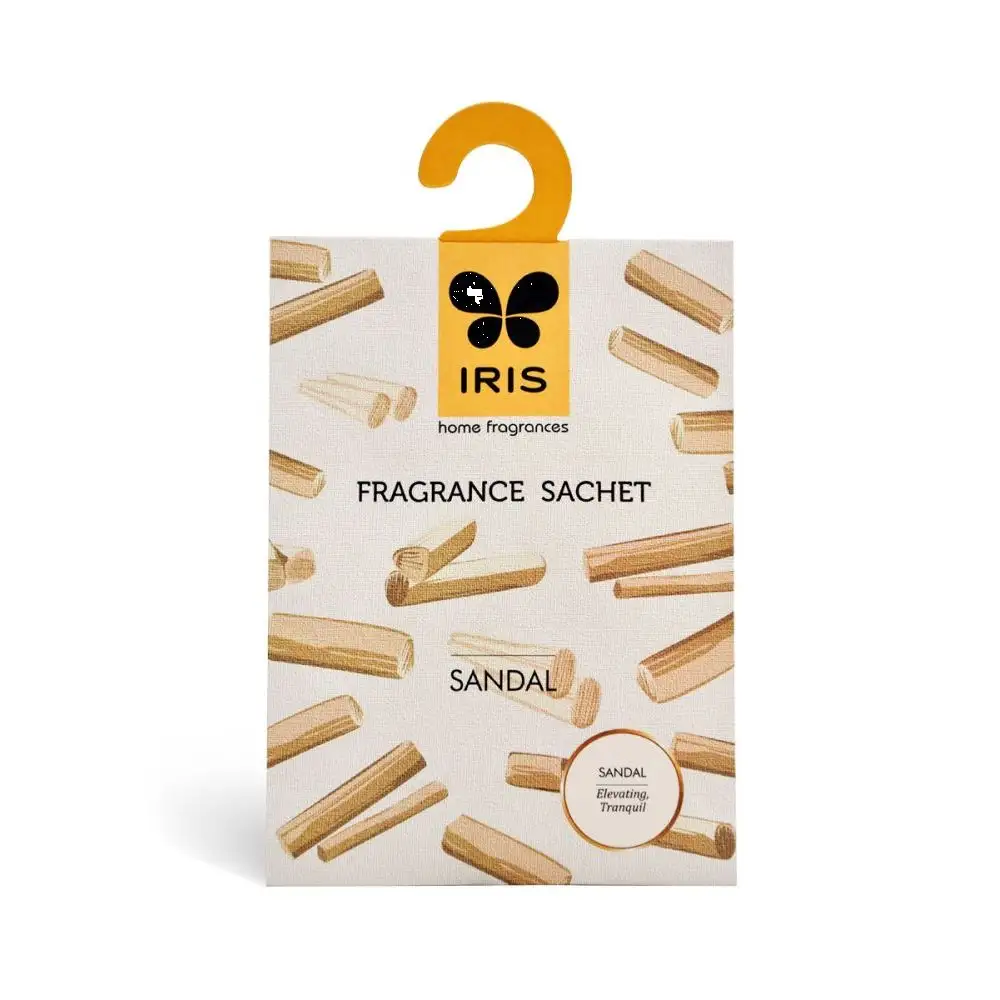 IRIS
home fragrances
FRAGRANCE SACHET
SANDAL
SANDAL
Elevating,
Tranquil